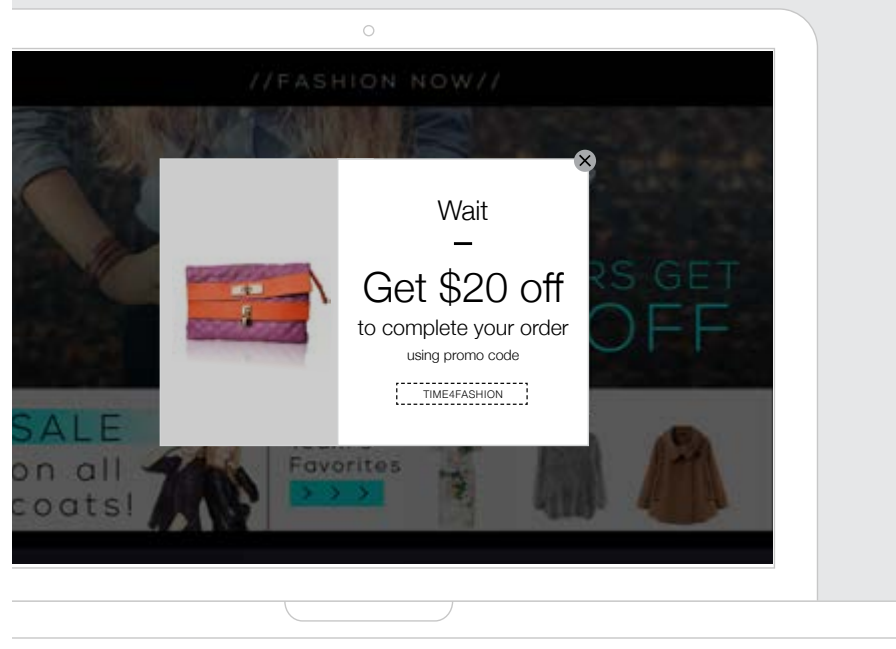 //FASHION NOW//
Wait
Get $20 off
to complete your order
using promo code
TIME4FASHION
RS GET
OFF
SALE
on all
coats!
Favorites
> > >